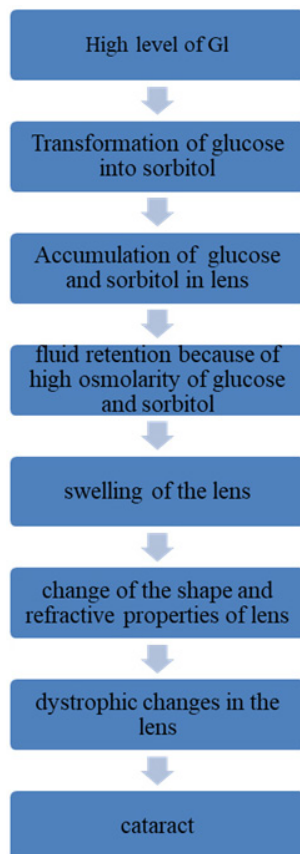 High level of Gl
Transformation of glucose
into sorbitol
Accumulation of glucose
and sorbitol in lens
fluid retention because of
high osmolarity of glucose
and sorbitol
swelling of the lens
change of the shape and
refractive properties of lens
dystrophic changes in the
lens
cataract